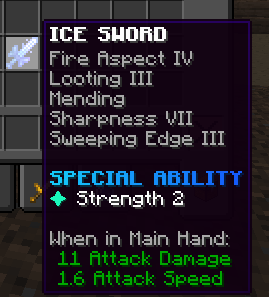 ICE SWORD
Fire Aspect IV
Looting III
Mending
Sharpness VII
Sweeping Edge III
SPECIAL ABILITY
✦ Strength 2
When in Main Hand:
11 Attack Damage
1.6 Attack Speed